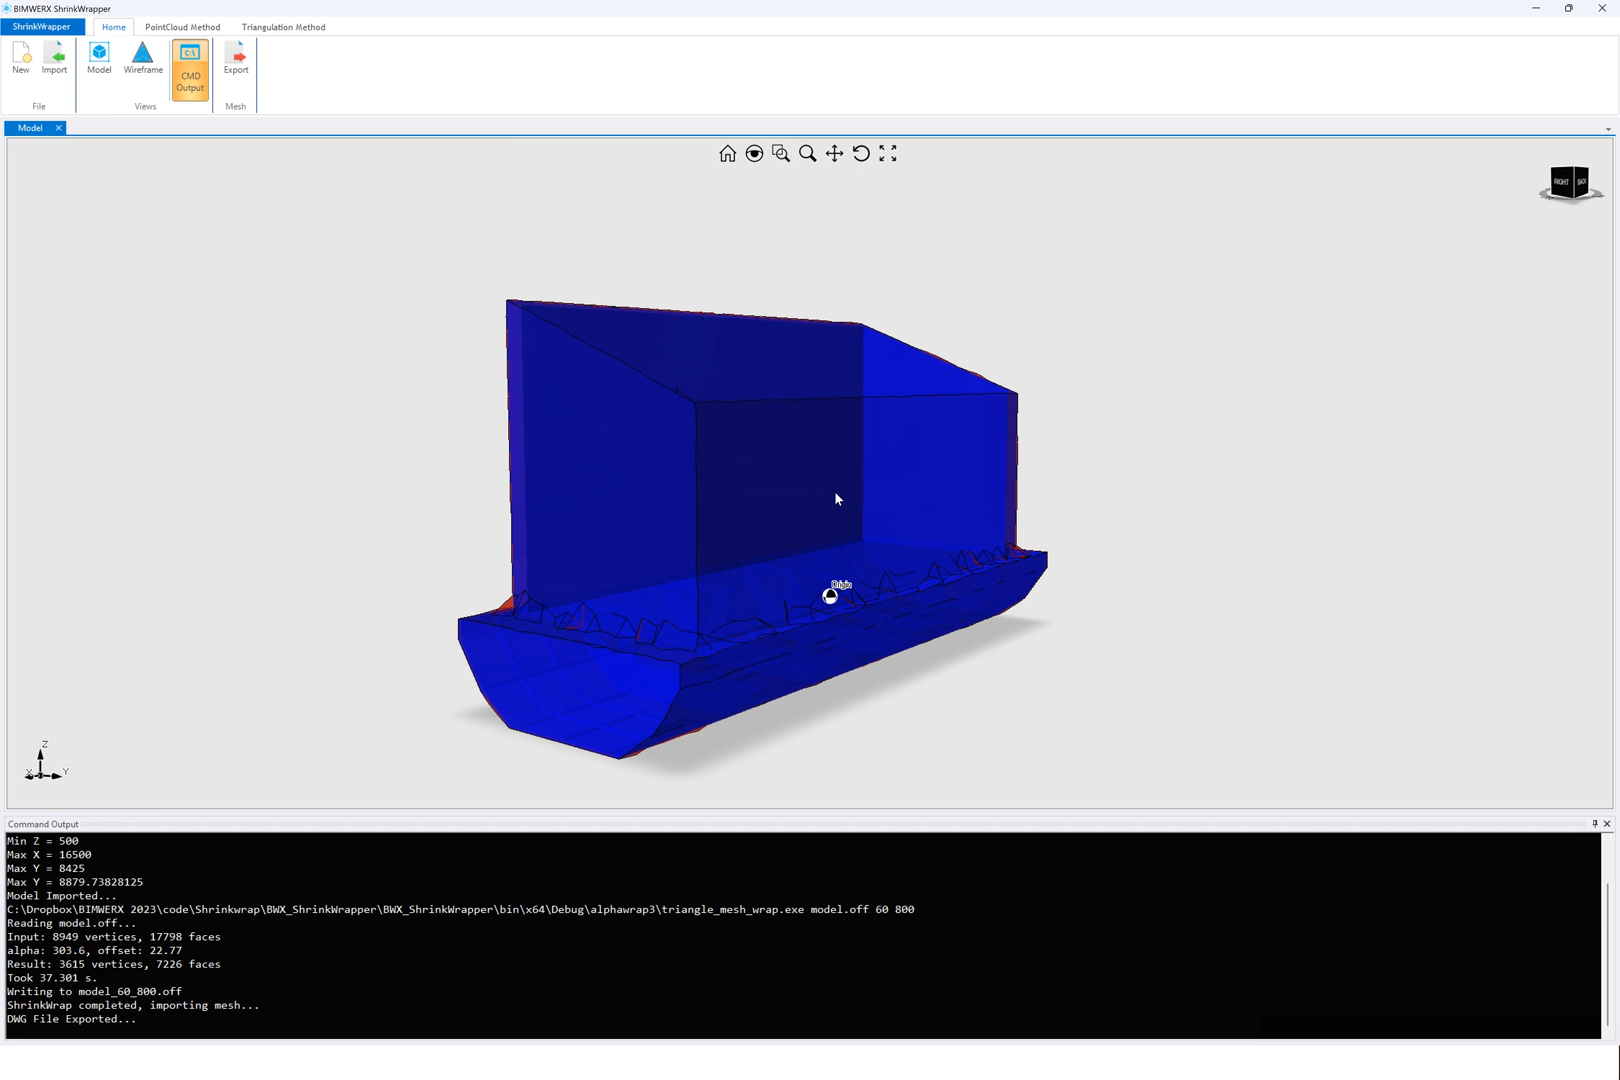 BIMWERX ShrinkWrapper
ShrinkWrapper Home PointCloud Method Triangulation Method
New Import Model Wireframe CMD Output Export
File Views Mesh
Model
RIGHT BACK
Origin
Z
X Y
Command Output
Min Z = 500
Max X = 16500
Max Y = 8425
Max Y = 8879.73828125
Model Imported...
C:\Dropbox\BIMWERX 2023\code\Shrinkwrap\BWX_ShrinkWrapper\BWX_ShrinkWrapper\bin\x64\Debug\alphawrap3\triangle_mesh_wrap.exe model.off 60 800
Reading model.off...
Input: 8949 vertices, 17798 faces
alpha: 303.6, offset: 22.77
Result: 3615 vertices, 7226 faces
Took 37.301 s.
Writing to model_60_800.off
ShrinkWrap completed, importing mesh...
DWG File Exported...